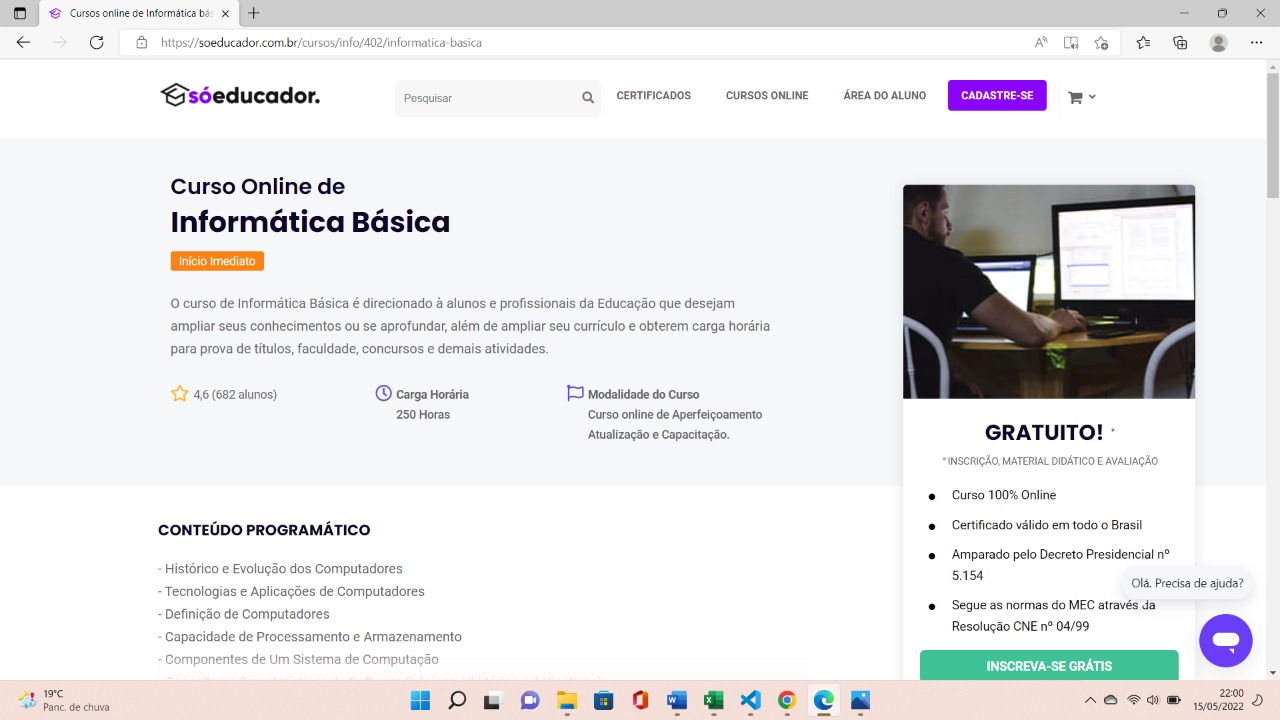 Curso online de Informática bás
https://soeducador.com.br/cursos/info/402/informatica-basica
sóeducador.
Pesquisar
CERTIFICADOS
CURSOS ONLINE
ÁREA DO ALUNO
CADASTRE-SE
Curso Online de
Informática Básica
Início Imediato
O curso de Informática Básica é direcionado à alunos e profissionais da Educação que desejam
ampliar seus conhecimentos ou se aprofundar, além de ampliar seu currículo e obterem carga horária
para prova de títulos, faculdade, concursos e demais atividades.
4,6 (682 alunos)
Carga Horária
250 Horas
Modalidade do Curso
Curso online de Aperfeiçoamento
Atualização e Capacitação.
GRATUITO! *
*INSCRIÇÃO, MATERIAL DIDÁTICO E AVALIAÇÃO
Curso 100% Online
Certificado válido em todo o Brasil
Amparado pelo Decreto Presidencial nº
5.154
Segue as normas do MEC através da
Resolução CNE nº 04/99
INSCREVA-SE GRÁTIS
Olá. Precisa de ajuda?
CONTEÚDO PROGRAMÁTICO
- Histórico e Evolução dos Computadores
- Tecnologias e Aplicações de Computadores
- Definição de Computadores
- Capacidade de Processamento e Armazenamento
- Componentes de Um Sistema de Computação
19°C
Panc. de chuva
22:00
15/05/2022